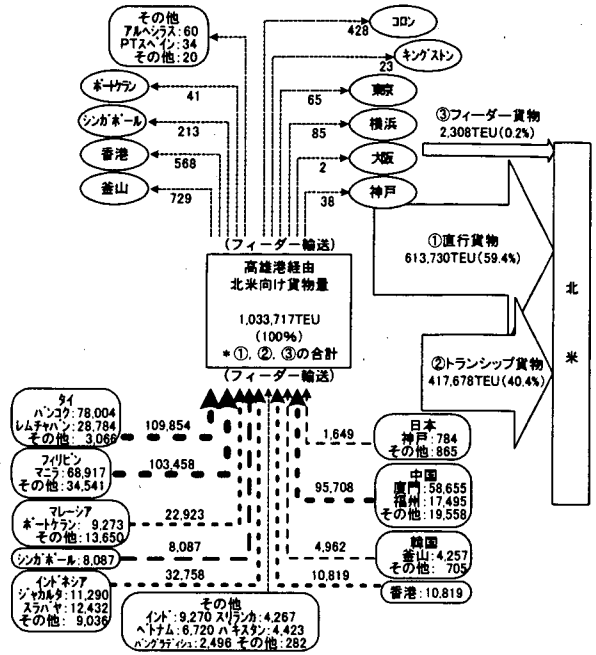 その他
アルヘシラス:60
PTスペイン:34
その他:20
428
コロン
23
キングストン
ポートケラン
41
65
東京
シンガポール
213
85
横浜
香港
568
2
大阪
釜山
729
38
神戸
③フィーダー貨物
2,308TEU(0.2%)
①直行貨物
613,730TEU(59.4%)
②トランシップ貨物
417,678TEU(40.4%)
北米
(フィーダー輸送)
高雄港経由
北米向け貨物量
1,033,717TEU
(100%)
*①,②,③の合計
(フィーダー輸送)
タイ
バンコク:78,004
レムチャバン:28,784
その他:3,066
109,854
フィリピン
マニラ:68,917
その他:34,541
103,458
マレーシア
ポートケラン:9,273
その他:13,650
22,923
シンガポール:8,087
8,087
インドネシア
ジャカルタ:11,290
スラバヤ:12,432
その他:9,036
32,758
その他
インド:9,270 スリランカ:4,267
ベトナム:6,720 パキスタン:4,423
バングラディシュ:2,496 その他:282
1,649
日本
神戸:784
その他:865
95,708
中国
廈門:58,655
福州:17,495
その他:19,558
4,962
韓国
釜山:4,257
その他:705
10,819
香港:10,819